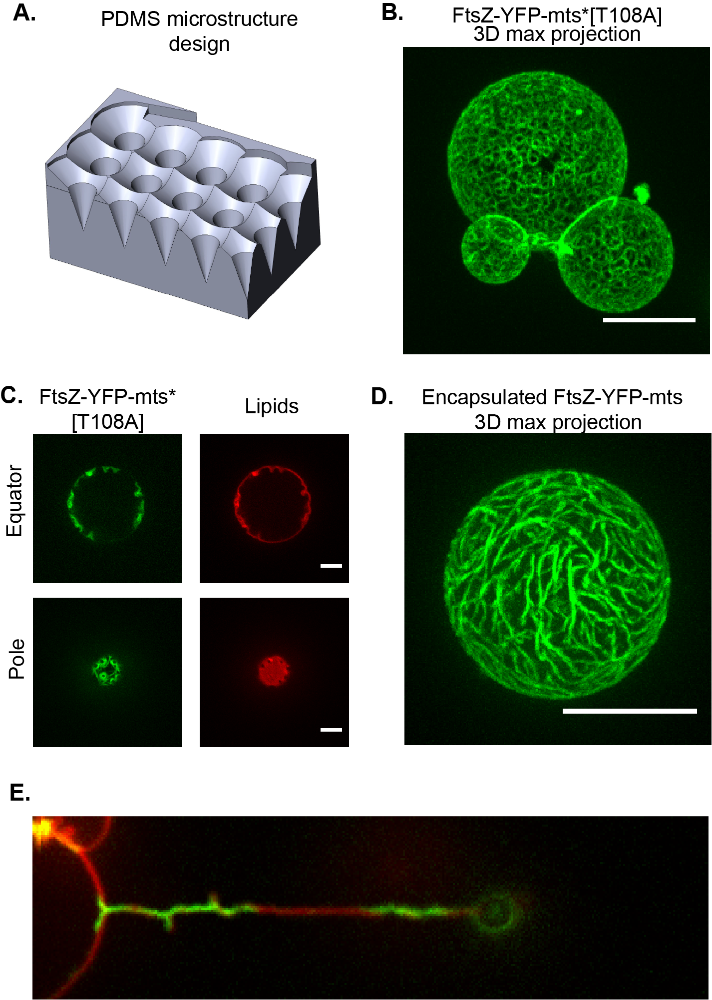 A.
PDMS microstructure
design
B.
FtsZ-YFP-mts*[T108A]
3D max projection
C.
FtsZ-YFP-mts*
[T108A]
Lipids
Equator
Pole
D.
Encapsulated FtsZ-YFP-mts
3D max projection
E.